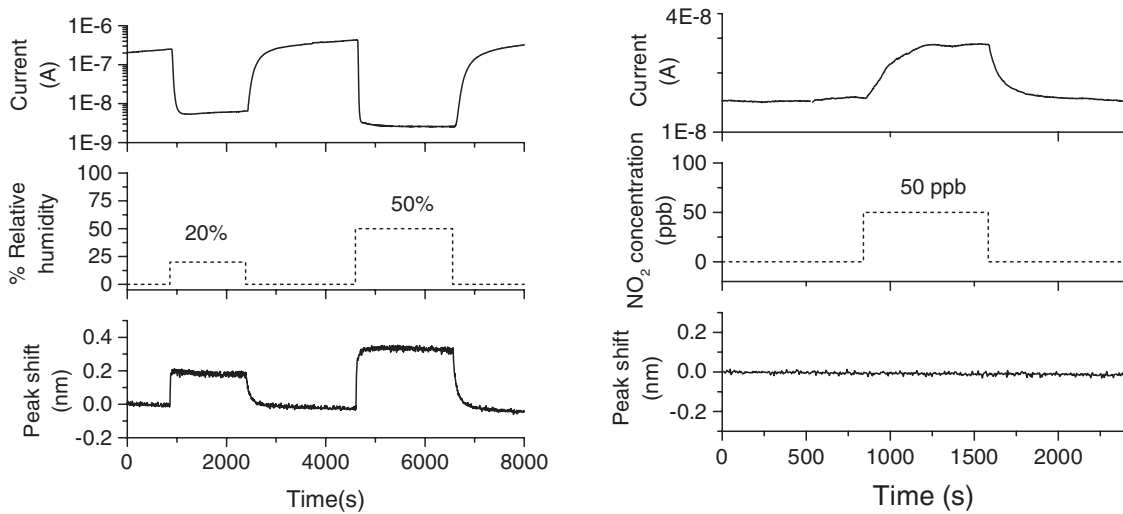 Current
(A)
1E-6
1E-7
1E-8
1E-9
% Relative
humidity
100
75
50
25
0
20%
50%
Peak shift
(nm)
0.4
0.2
0.0
-0.2
0
2000
4000
6000
8000
Time(s)
Current
(A)
4E-8
1E-8
NO₂ concentration
(ppb)
100
50
0
50 ppb
Peak shift
(nm)
0.2
0.0
-0.2
0
500
1000
1500
2000
Time (s)